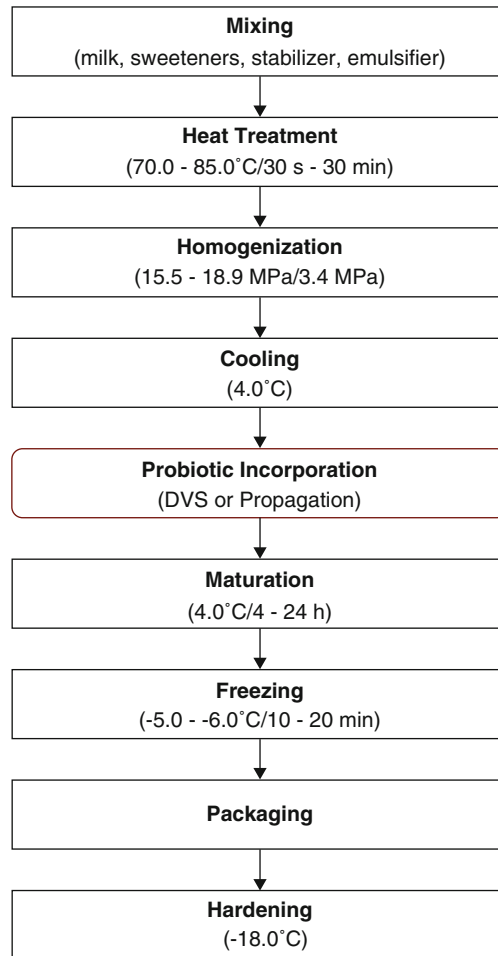 Mixing
(milk, sweeteners, stabilizer, emulsifier)
Heat Treatment
(70.0 - 85.0˚C/30 s - 30 min)
Homogenization
(15.5 - 18.9 MPa/3.4 MPa)
Cooling
(4.0˚C)
Probiotic Incorporation
(DVS or Propagation)
Maturation
(4.0˚C/4 - 24 h)
Freezing
(-5.0 - -6.0˚C/10 - 20 min)
Packaging
Hardening
(-18.0˚C)